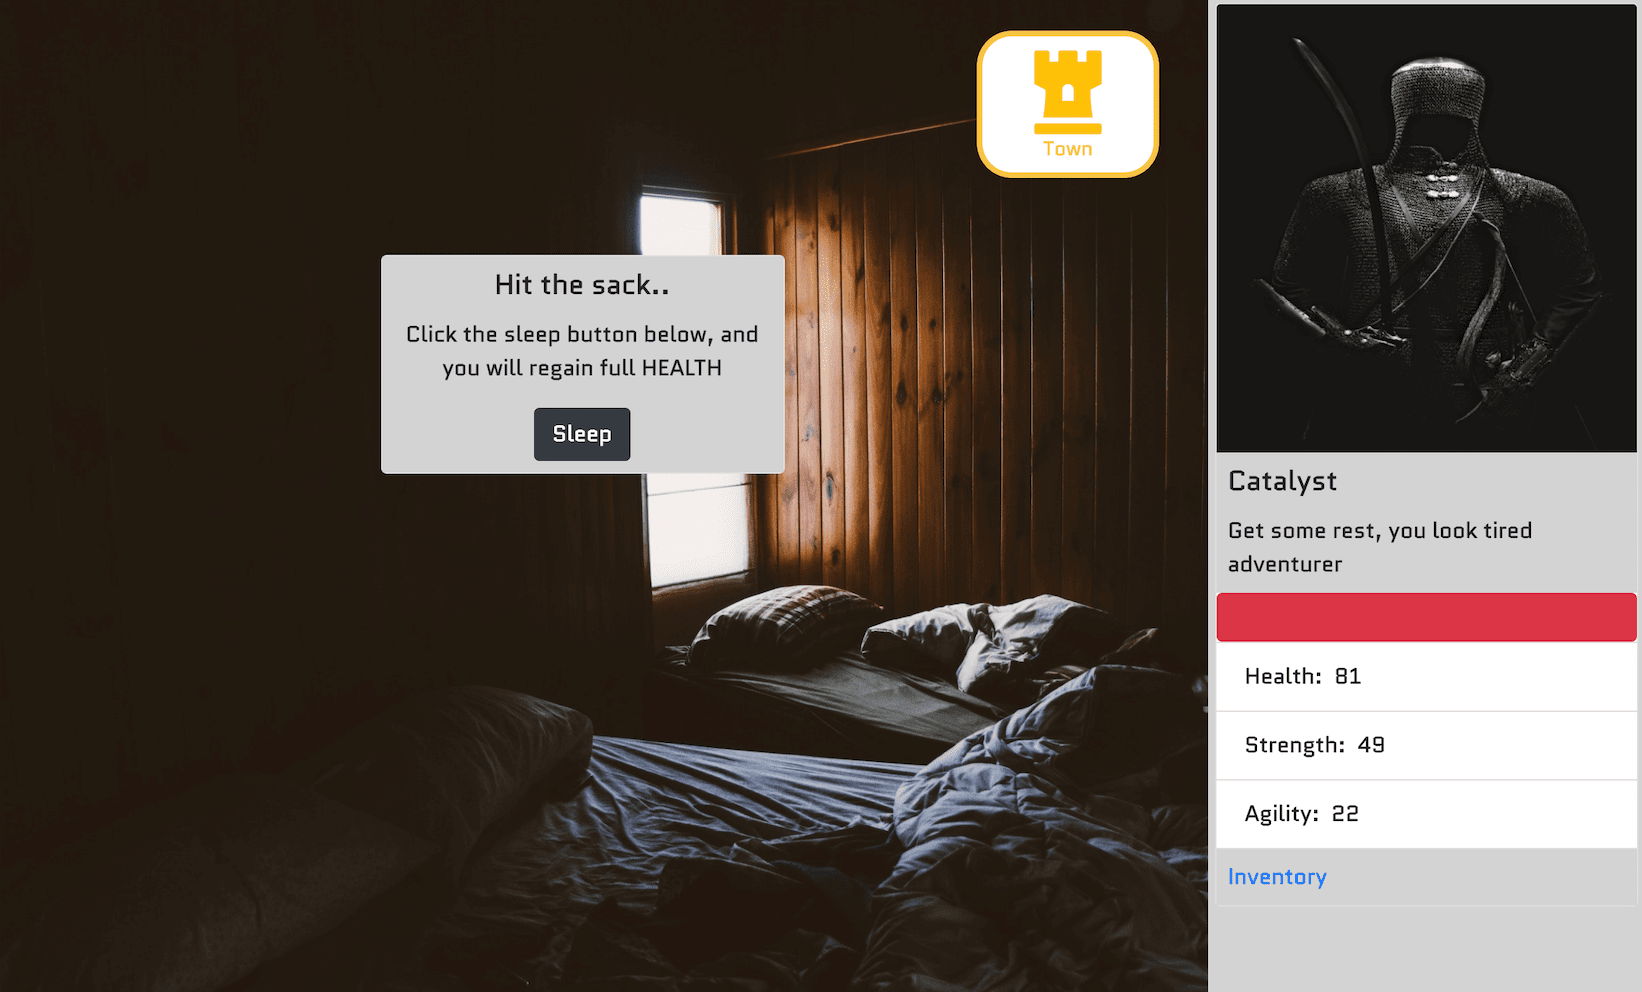 Town
Hit the sack..
Click the sleep button below, and
you will regain full HEALTH
Sleep
Catalyst
Get some rest, you look tired
adventurer
Health: 81
Strength: 49
Agility: 22
Inventory